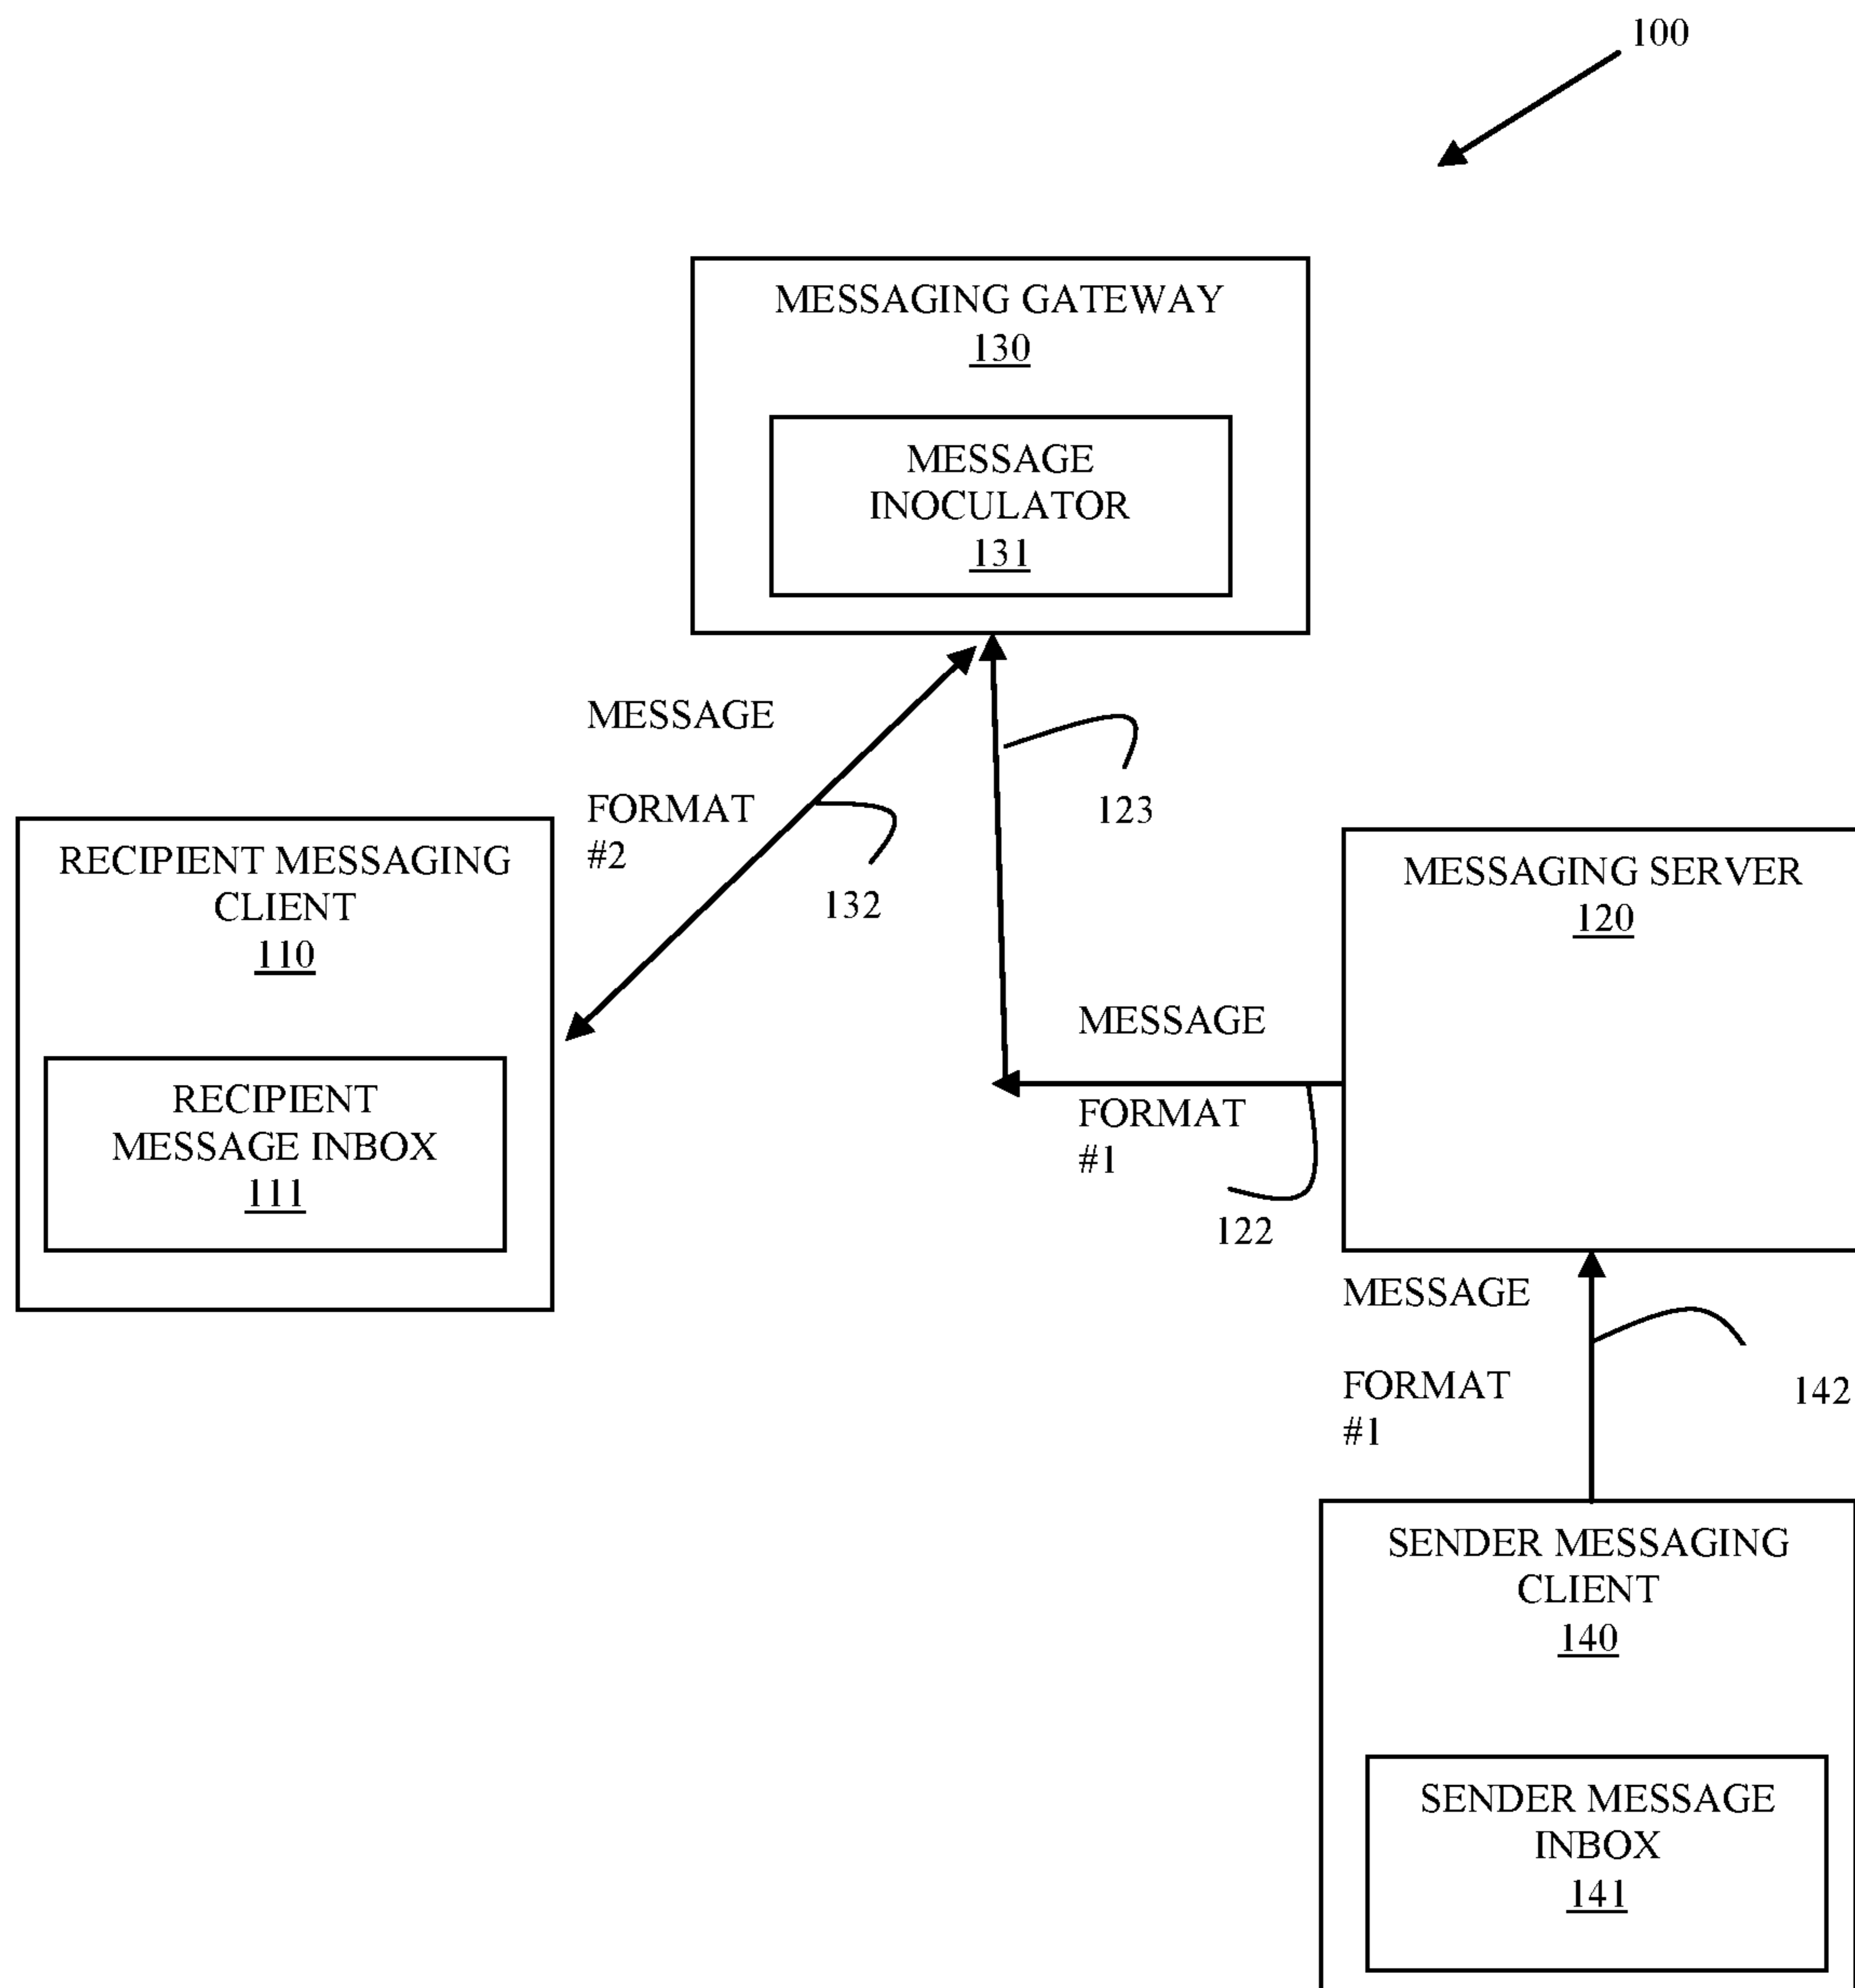 100
MESSAGING GATEWAY
130
MESSAGE
INOCULATOR
131
MESSAGE
FORMAT
#2
132
123
RECIPIENT MESSAGING
CLIENT
110
RECIPIENT
MESSAGE INBOX
111
MESSAGING SERVER
120
MESSAGE
FORMAT
#1
122
MESSAGE
FORMAT
#1
142
SENDER MESSAGING
CLIENT
140
SENDER MESSAGE
INBOX
141